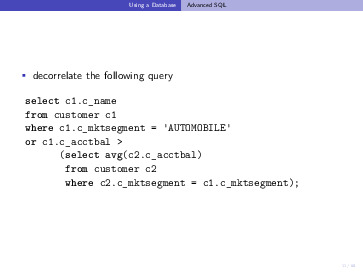 Using a Database Advanced SQL
decorrelate the following query
select c1.c_name
from customer c1
where c1.c_mktsegment = 'AUTOMOBILE'
or c1.c_acctbal >
(select avg(c2.c_acctbal)
from customer c2
where c2.c_mktsegment = c1.c_mktsegment);